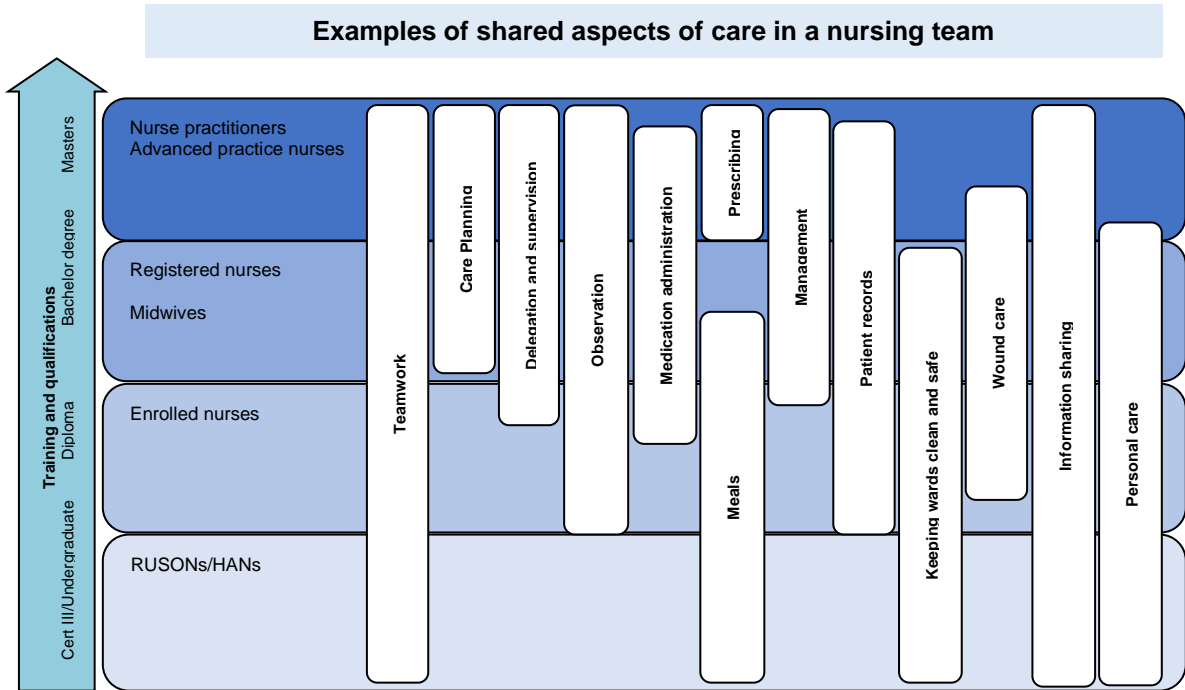 Examples of shared aspects of care in a nursing team
Training and qualifications
Masters
Bachelor degree
Diploma
Cert III/Undergraduate
Nurse practitioners
Advanced practice nurses
Registered nurses
Midwives
Enrolled nurses
RUSONs/HANs
Teamwork
Care Planning
Delegation and supervision
Observation
Medication administration
Prescribing
Meals
Management
Patient records
Keeping wards clean and safe
Wound care
Information sharing
Personal care